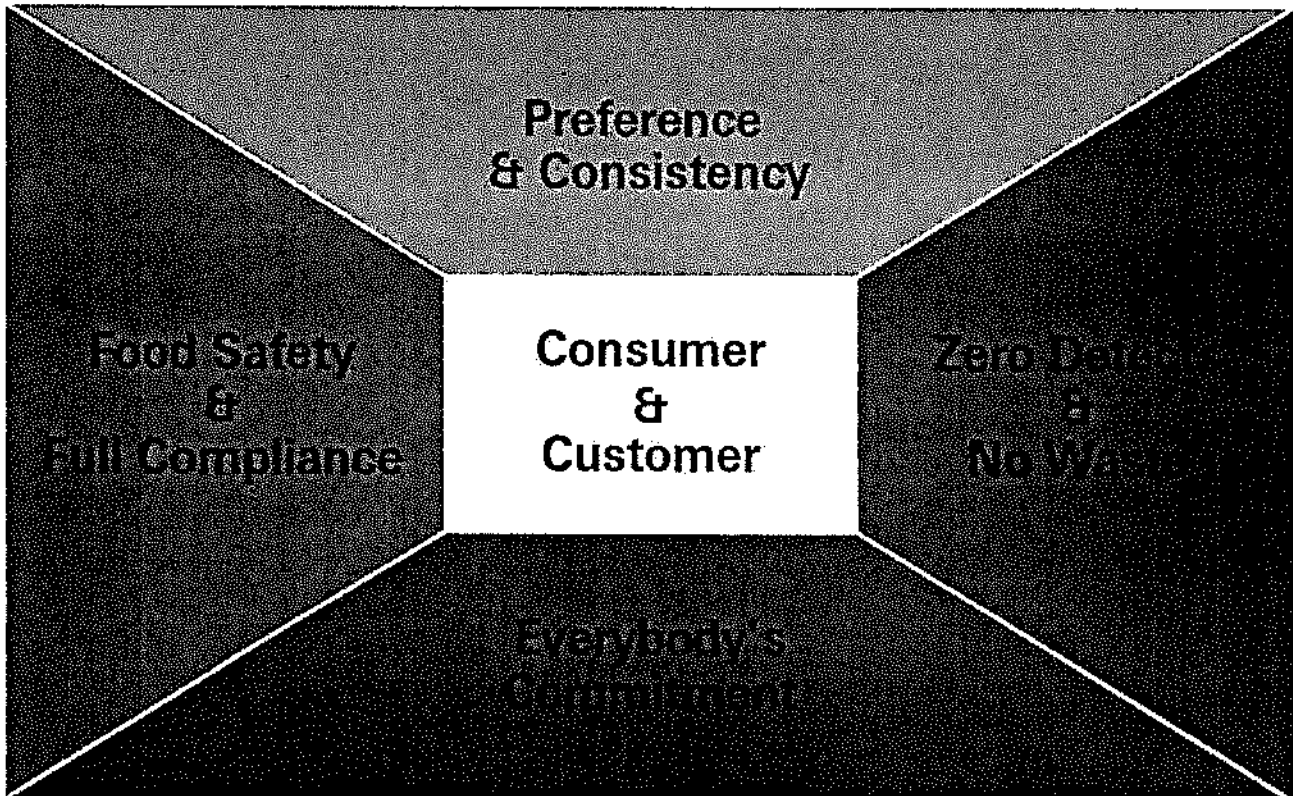 Preference
& Consistency
Food Safety
&
Full Compliance
Consumer
&
Customer
Zero
&
No
Everybody's
Commitment